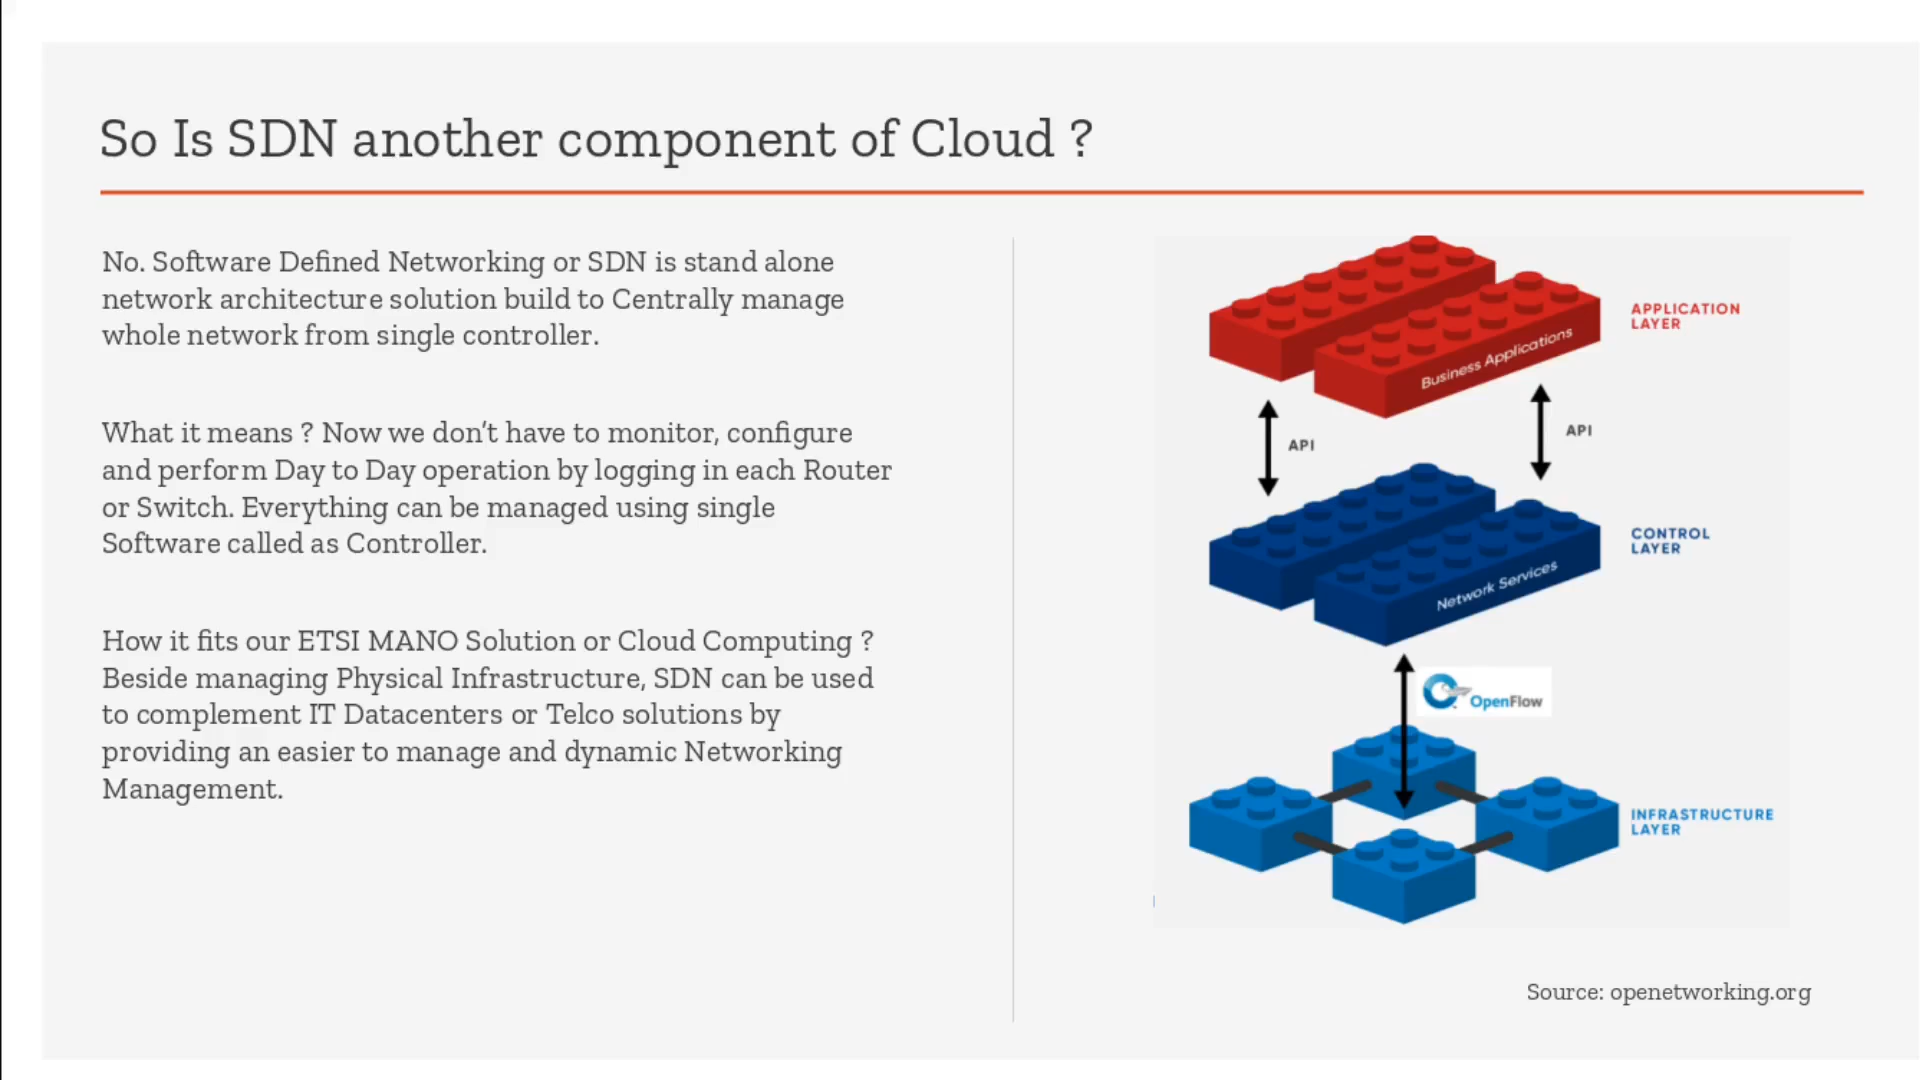 So Is SDN another component of Cloud ?
No. Software Defined Networking or SDN is stand alone
network architecture solution build to Centrally manage
whole network from single controller.
What it means ? Now we don’t have to monitor, configure
and perform Day to Day operation by logging in each Router
or Switch. Everything can be managed using single
Software called as Controller.
How it fits our ETSI MANO Solution or Cloud Computing ?
Beside managing Physical Infrastructure, SDN can be used
to complement IT Datacenters or Telco solutions by
providing an easier to manage and dynamic Networking
Management.
APPLICATION
LAYER
Business Applications
API
API
CONTROL
LAYER
Network Services
OpenFlow
INFRASTRUCTURE
LAYER
Source: openetworking.org